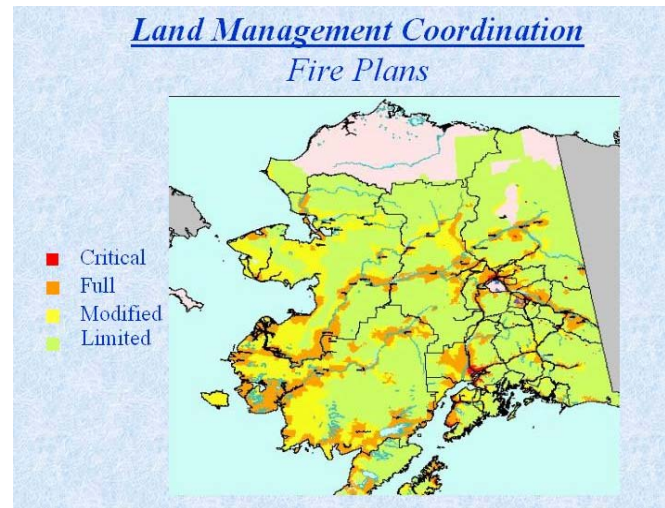 Land Management Coordination
Fire Plans
Critical
Full
Modified
Limited